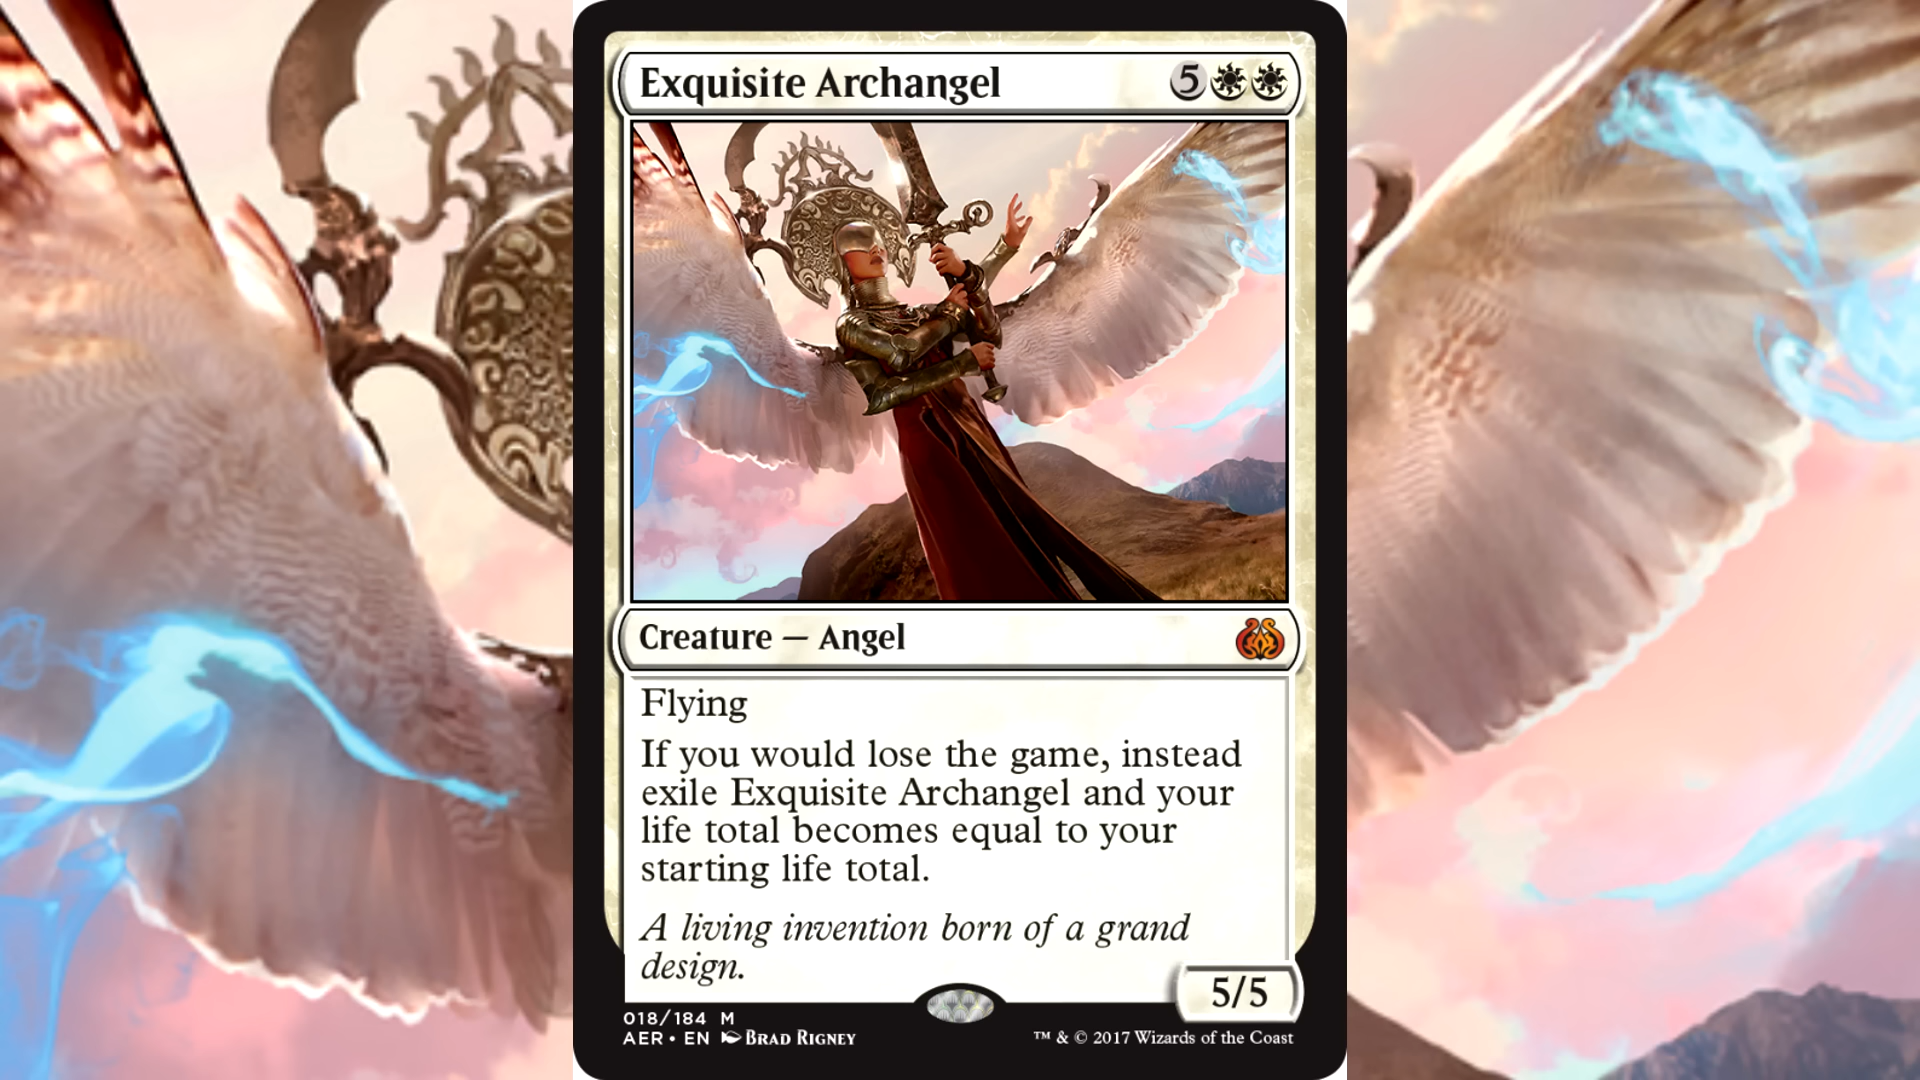 Exquisite Archangel 5
Creature — Angel
Flying
If you would lose the game, instead
exile Exquisite Archangel and your
life total becomes equal to your
starting life total.
A living invention born of a grand
design.
5/5
018/184 M
AER • EN Brad Rigney
™ & © 2017 Wizards of the Coast